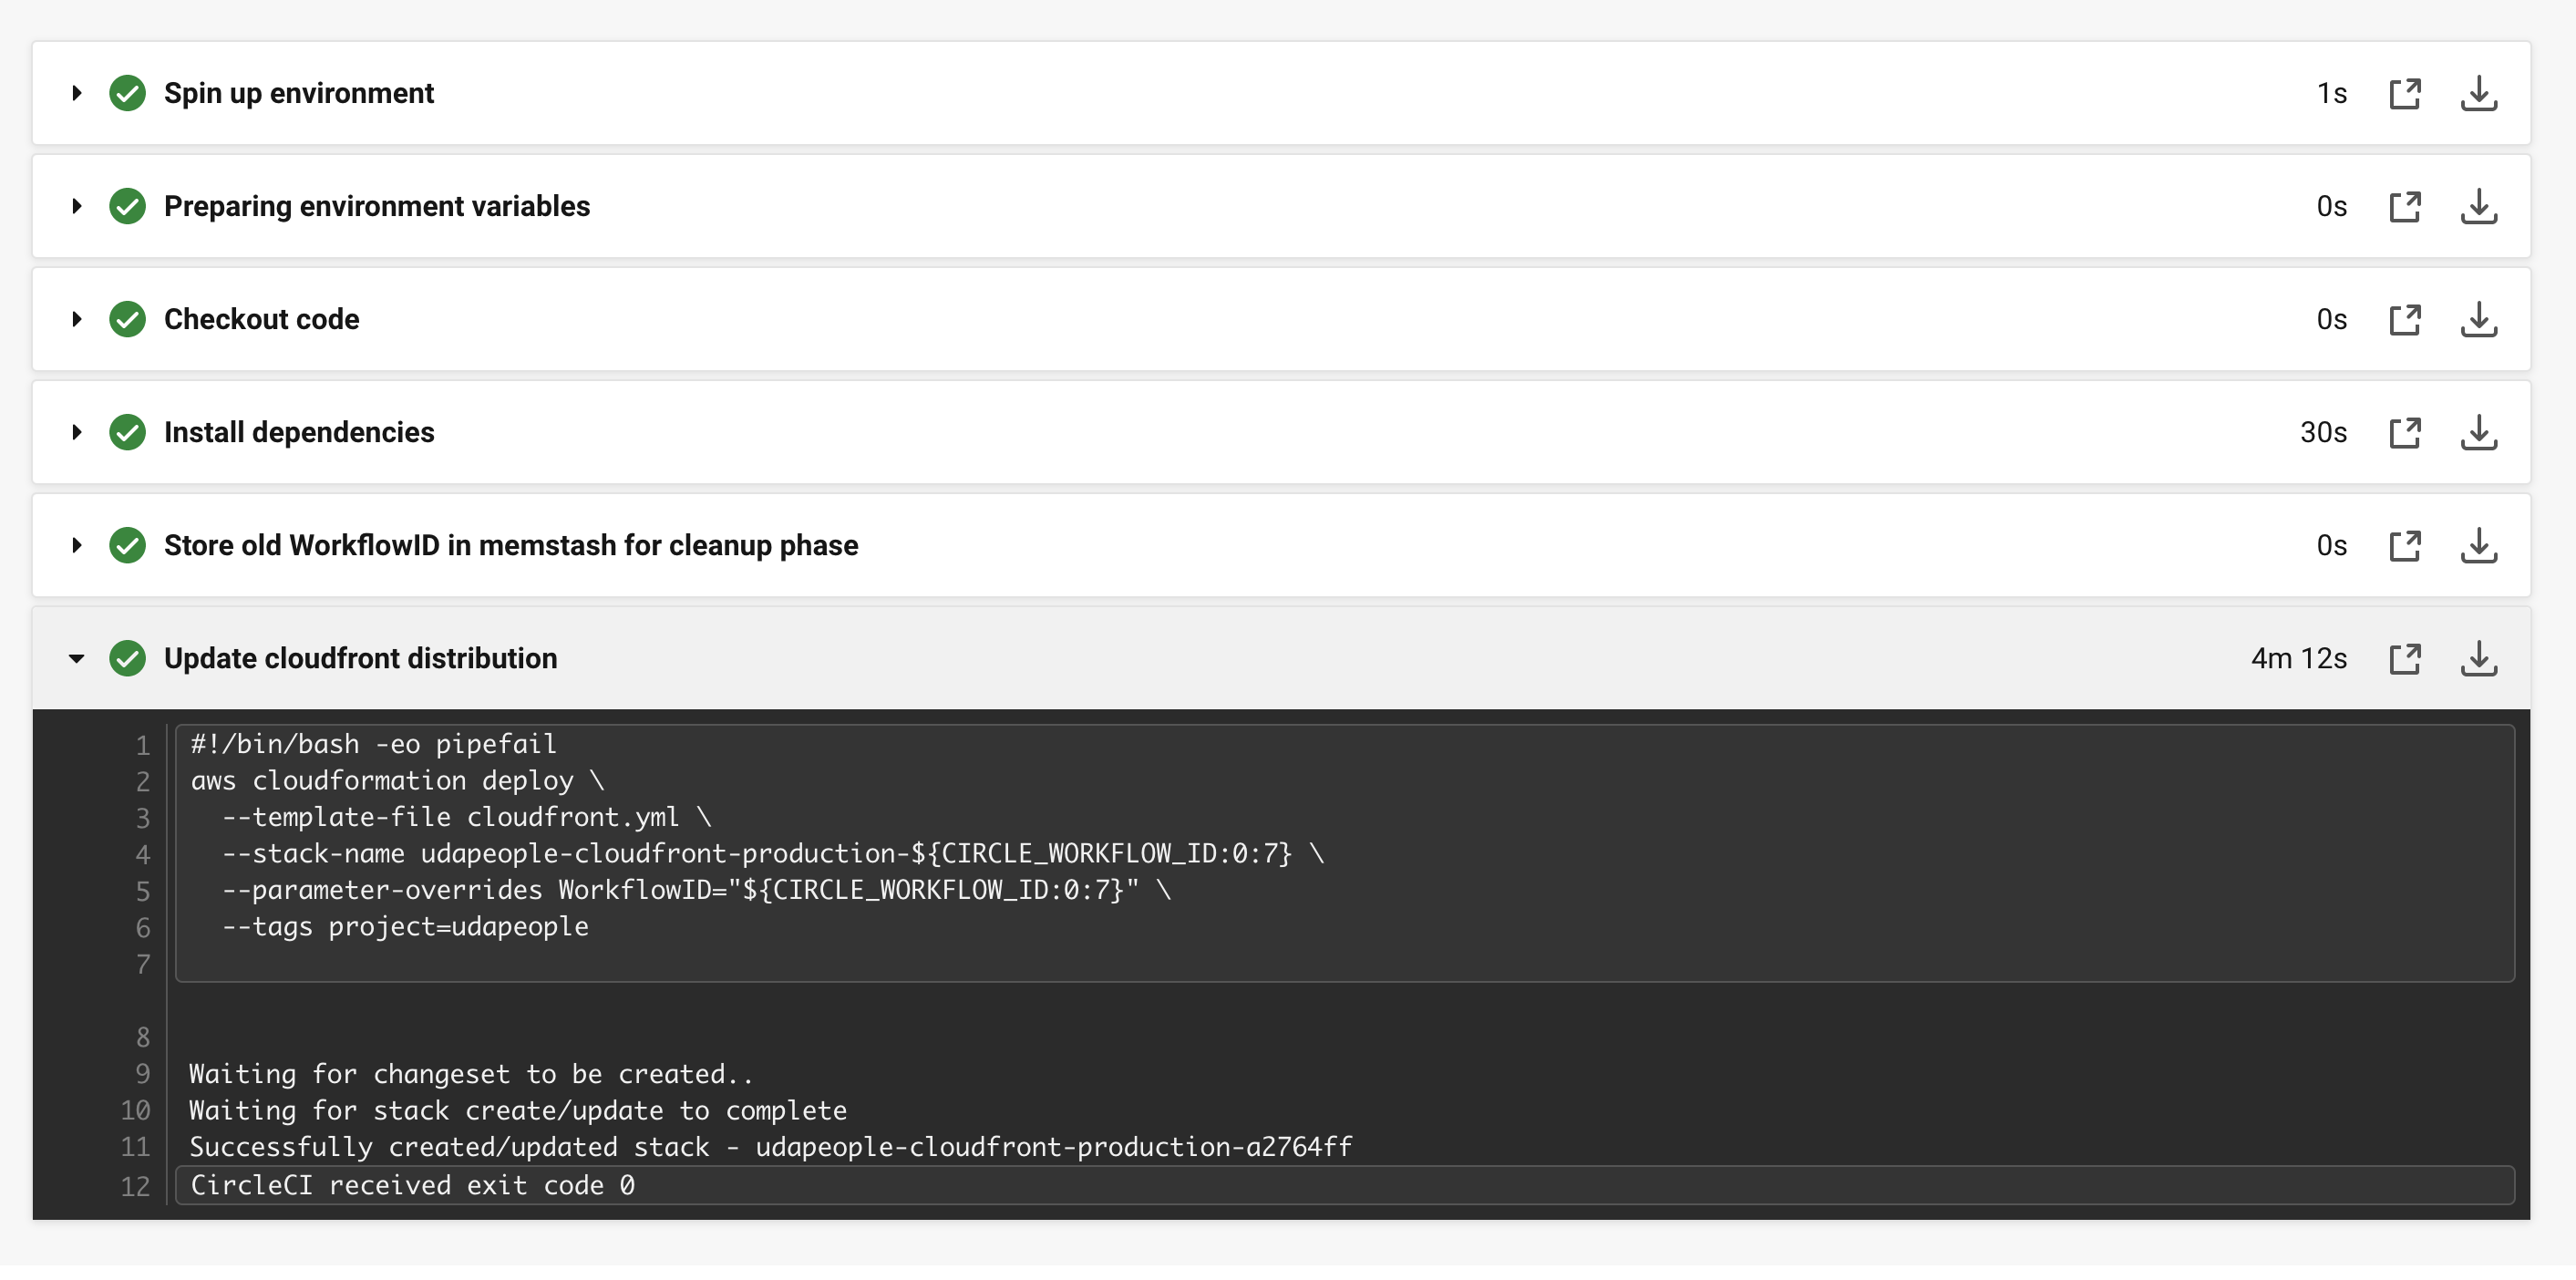 Spin up environment 1s
Preparing environment variables 0s
Checkout code 0s
Install dependencies 30s
Store old WorkflowID in memstash for cleanup phase 0s
Update cloudfront distribution 4m 12s
1 #!/bin/bash -eo pipefail
2 aws cloudformation deploy \
3   --template-file cloudfront.yml \
4   --stack-name udapeople-cloudfront-production-${CIRCLE_WORKFLOW_ID:0:7} \
5   --parameter-overrides WorkflowID="${CIRCLE_WORKFLOW_ID:0:7}" \
6   --tags project=udapeople
7
8
9 Waiting for changeset to be created..
10 Waiting for stack create/update to complete
11 Successfully created/updated stack - udapeople-cloudfront-production-a2764ff
12 CircleCI received exit code 0